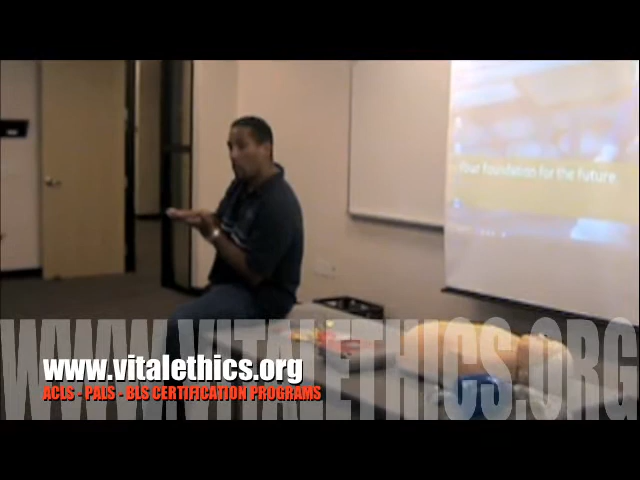 Your foundation for the future.
WWW.VITALETHICS.ORG
www.vitalethics.org
ACLS - PALS - BLS CERTIFICATION PROGRAMS